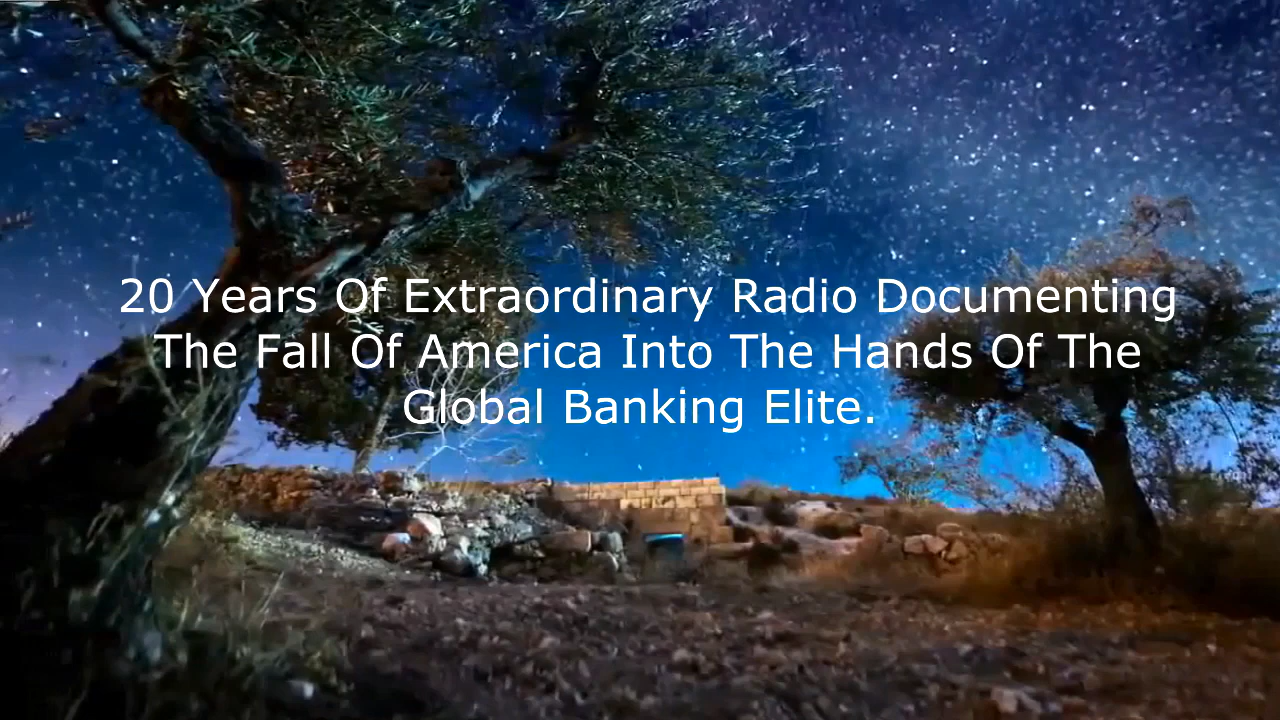 20 Years Of Extraordinary Radio Documenting
The Fall Of America Into The Hands Of The
Global Banking Elite.